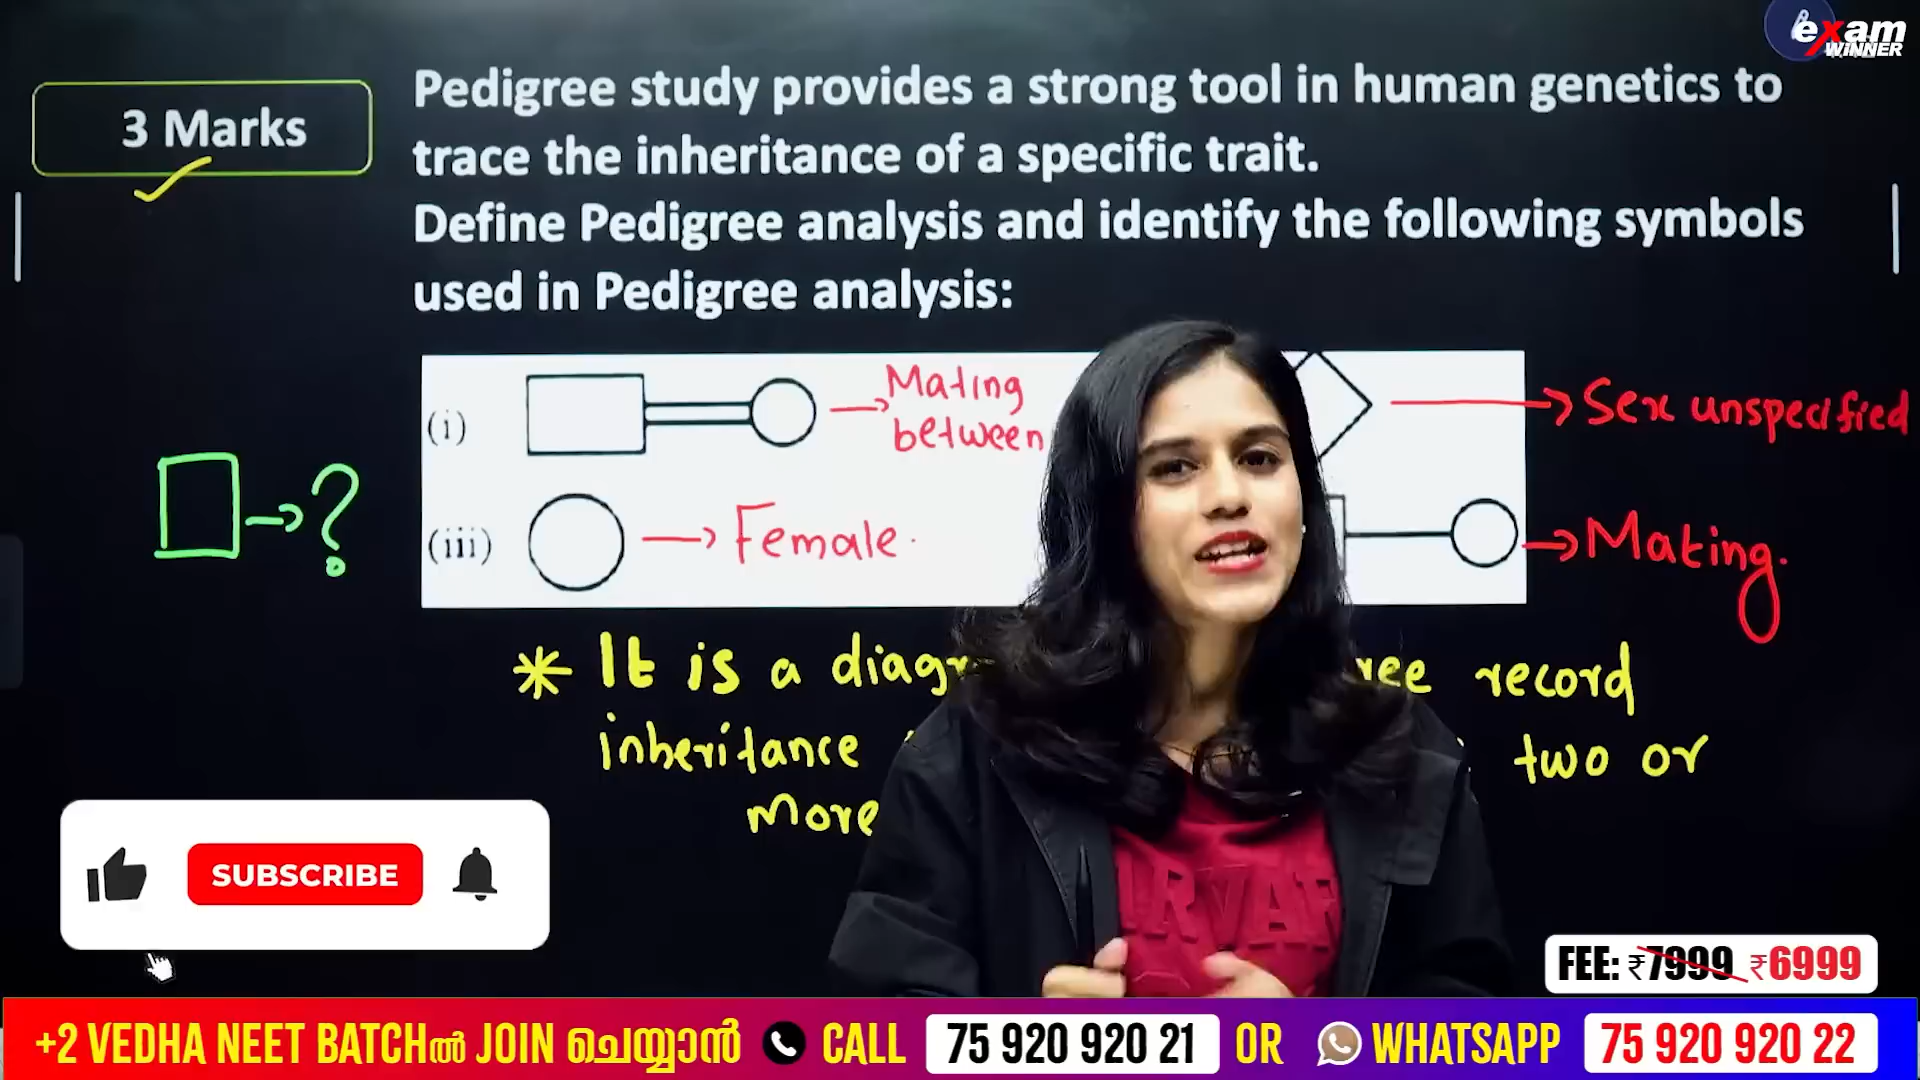 exam
WINNER
3 Marks
Pedigree study provides a strong tool in human genetics to
trace the inheritance of a specific trait.
Define Pedigree analysis and identify the following symbols
used in Pedigree analysis:
(i) → Mating
between
→ Sex unspecified
□ → ?
(iii) → Female.
→ Mating.
* It is a record
inheritance two or
more
SUBSCRIBE
FEE: ₹7999 ₹6999
+2 VEDHA NEET BATCHൽ JOIN ചെയ്യാൻ CALL 75 920 920 21 OR WHATSAPP 75 920 920 22